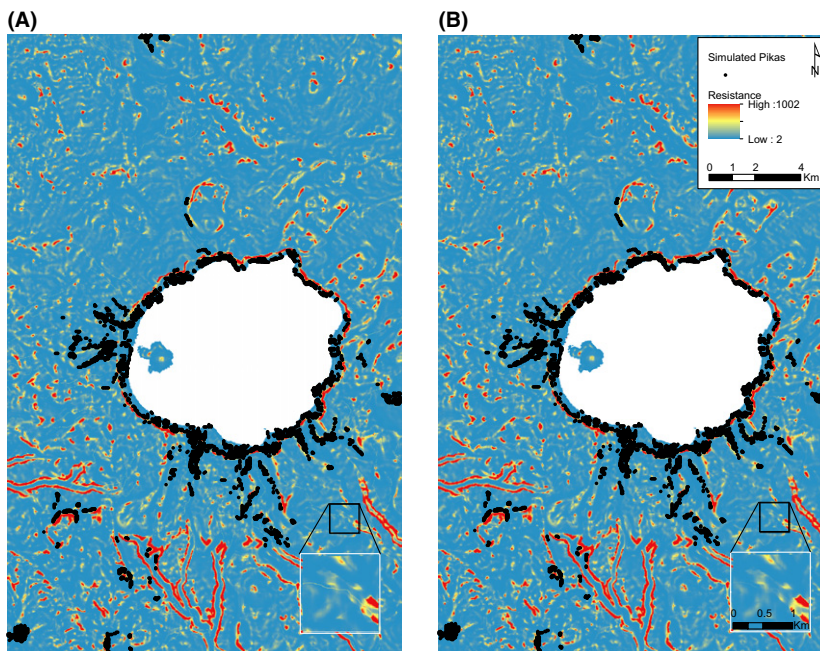 (A)
(B)
Simulated Pikas
N
Resistance
High :1002
Low : 2
0 1 2 4
Km
0 0.5 1
Km